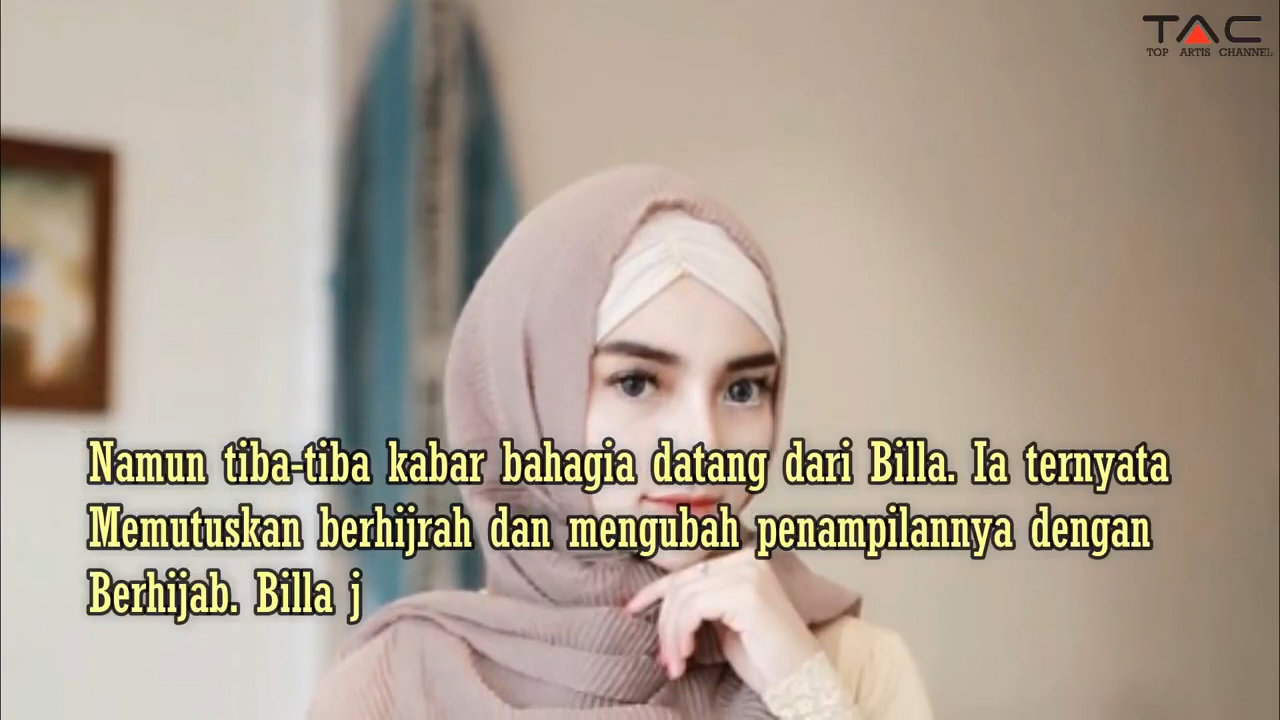 TAC
TOP ARTIS CHANNEL
Namun tiba-tiba kabar bahagia datang dari Billa. Ia ternyata
Memutuskan berhijrah dan mengubah penampilannya dengan
Berhijab. Billa j